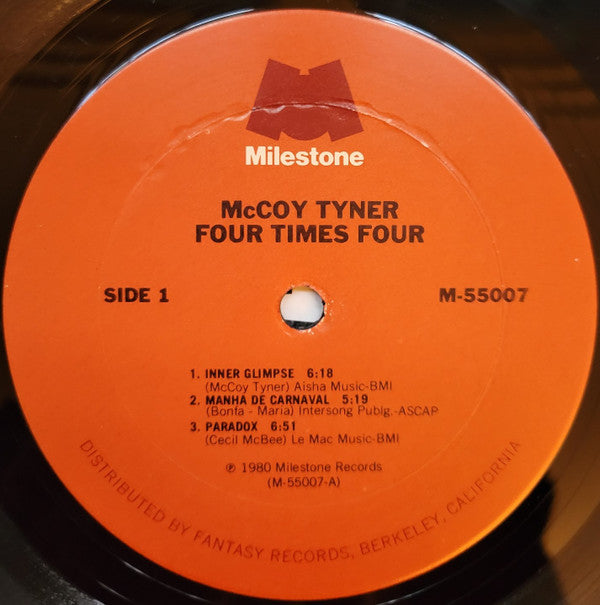 Milestone
McCOY TYNER
FOUR TIMES FOUR
SIDE 1
M-55007
1. INNER GLIMPSE 6:18
(McCoy Tyner) Aisha Music-BMI
2. MANHA DE CARNAVAL 5:19
(Bonfa - Maria) Intersong Publg.-ASCAP
3. PARADOX 6:51
(Cecil McBee) Le Mac Music-BMI
℗ 1980 Milestone Records
(M-55007-A)
DISTRIBUTED BY FANTASY RECORDS, BERKELEY, CALIFORNIA